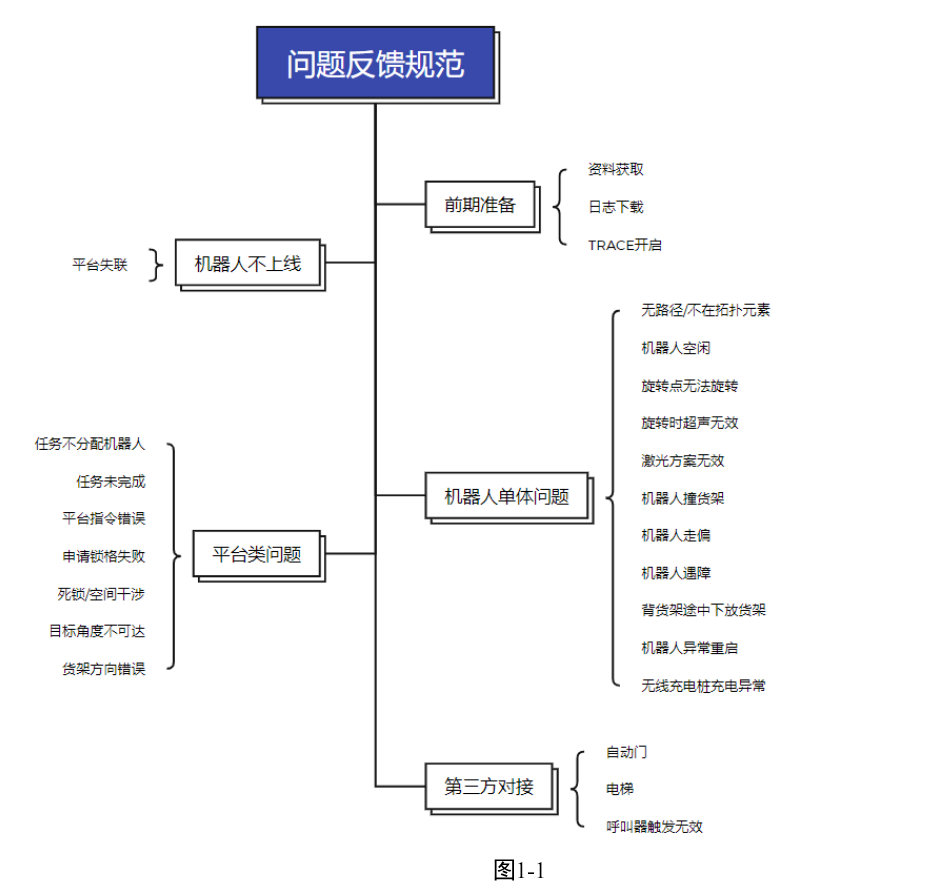 问题反馈规范
前期准备
资料获取
日志下载
TRACE开启
机器人不上线
平台失联
机器人单体问题
无路径/不在拓扑元素
机器人空闲
旋转点无法旋转
旋转时超声无效
激光方案无效
机器人撞货架
机器人走偏
机器人遇障
背货架途中下放货架
机器人异常重启
无线充电桩充电异常
平台类问题
任务不分配机器人
任务未完成
平台指令错误
申请锁格失败
死锁/空间干涉
目标角度不可达
货架方向错误
第三方对接
自动门
电梯
呼叫器触发无效
图1-1